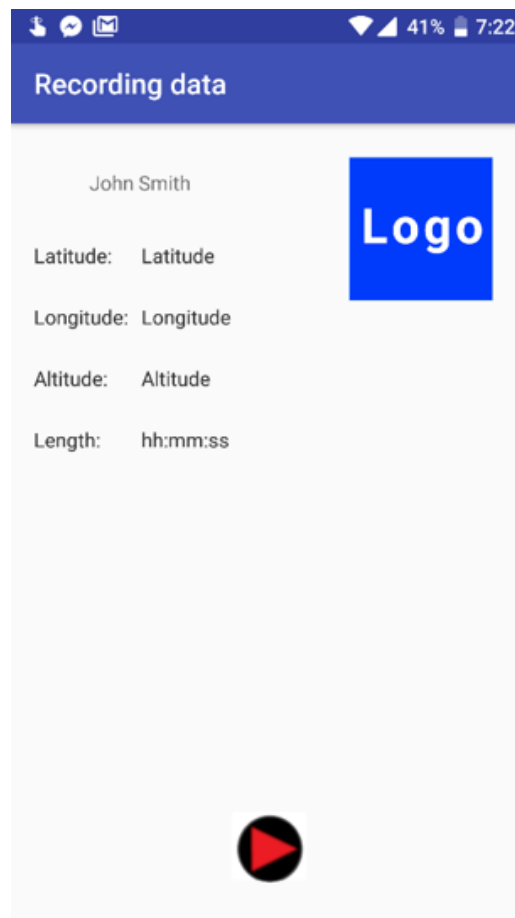 41% 7:22
Recording data
John Smith
Logo
Latitude: Latitude
Longitude: Longitude
Altitude: Altitude
Length: hh:mm:ss